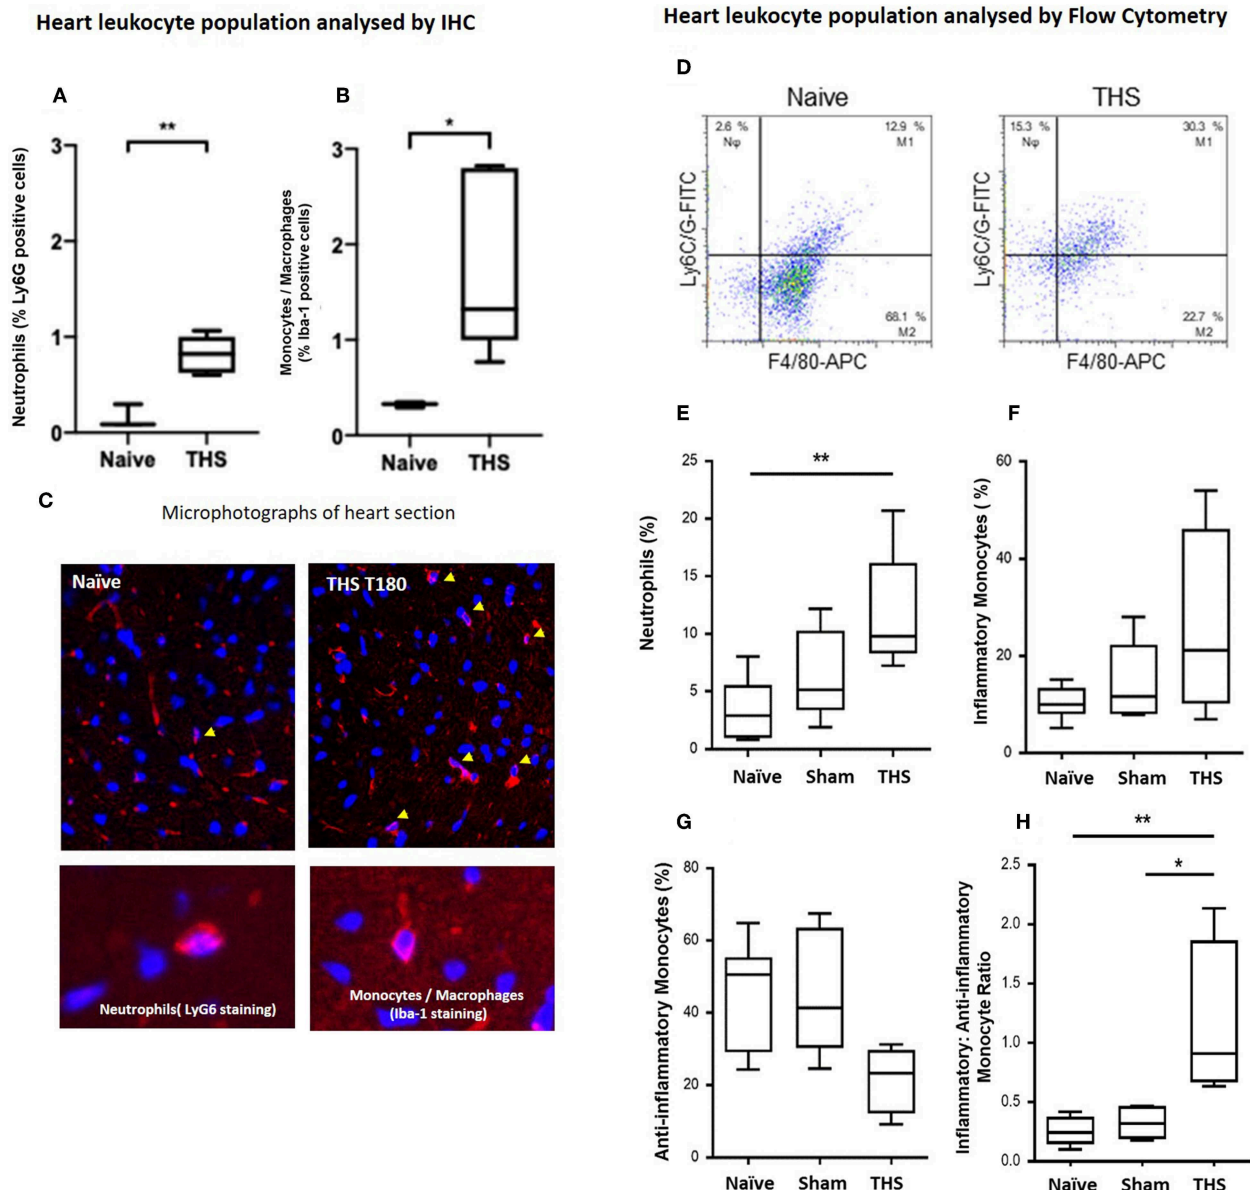 Heart leukocyte population analysed by IHC
Heart leukocyte population analysed by Flow Cytometry
A
**
Neutrophils (% Ly6G positive cells)
3
2
1
0
Naive
THS
B
*
Monocytes / Macrophages
(% Iba-1 positive cells)
3
2
1
0
Naive
THS
C
Microphotographs of heart section
Naïve
THS T180
Neutrophils( LyG6 staining)
Monocytes / Macrophages
(Iba-1 staining)
D
Naive
2.6 %
Nφ
12.9 %
M1
68.1 %
M2
Ly6C/G-FITC
F4/80-APC
THS
15.3 %
Nφ
30.3 %
M1
22.7 %
M2
Ly6C/G-FITC
F4/80-APC
E
**
Neutrophils (%)
25
20
15
10
5
0
Naïve
Sham
THS
F
Inflammatory Monocytes ( %)
60
40
20
0
Naïve
Sham
THS
G
Anti-inflammatory Monocytes (%)
80
60
40
20
0
Naïve
Sham
THS
H
**
*
Inflammatory: Anti-inflammatory
Monocyte Ratio
2.5
2.0
1.5
1.0
0.5
0.0
Naïve
Sham
THS